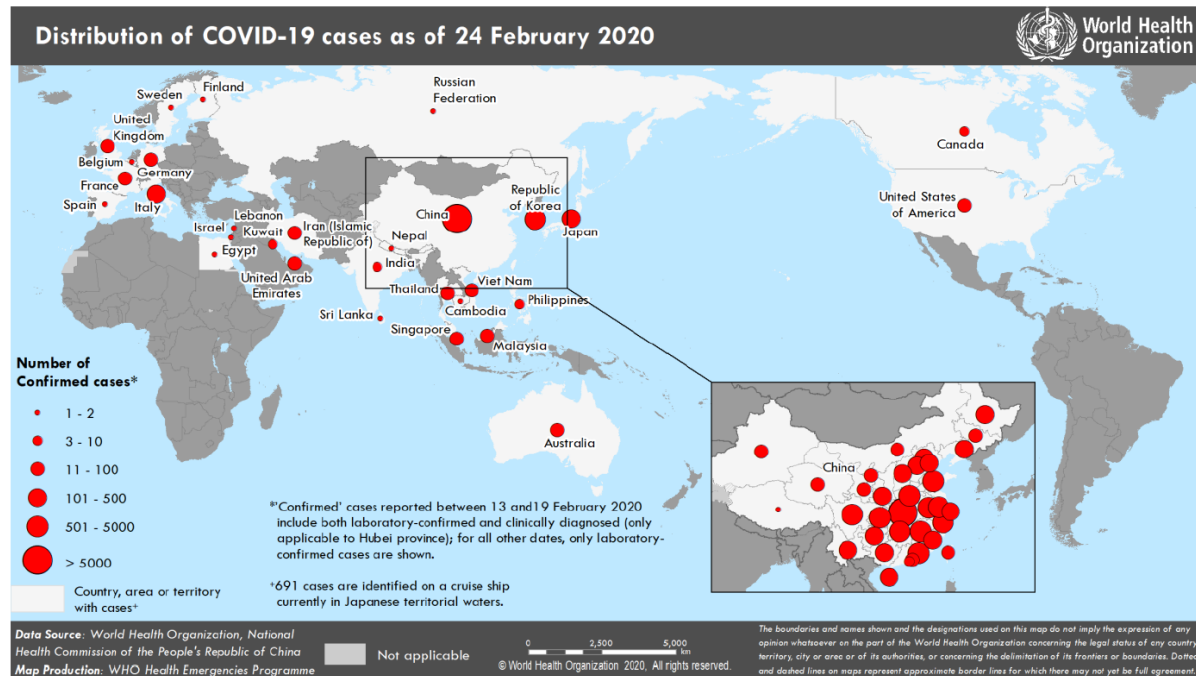 Distribution of COVID-19 cases as of 24 February 2020
World Health
Organization
Sweden
Finland
Russian
Federation
United
Kingdom
Belgium
Germany
France
Spain
Italy
Canada
United States
of America
Republic
of Korea
China
Japan
Lebanon
Israel
Kuwait
Iran (Islamic
Republic of)
Nepal
Egypt
India
United Arab
Emirates
Thailand
Viet Nam
Cambodia
Philippines
Sri Lanka
Singapore
Malaysia
Australia
China
Number of
Confirmed cases*
1 - 2
3 - 10
11 - 100
101 - 500
501 - 5000
> 5000
Country, area or territory
with cases⁺
*'Confirmed' cases reported between 13 and19 February 2020
include both laboratory-confirmed and clinically diagnosed (only
applicable to Hubei province); for all other dates, only laboratory-
confirmed cases are shown.
⁺691 cases are identified on a cruise ship
currently in Japanese territorial waters.
Data Source: World Health Organization, National
Health Commission of the People's Republic of China
Map Production: WHO Health Emergencies Programme
Not applicable
0 2,500 5,000
km
© World Health Organization 2020, All rights reserved.
The boundaries and names shown and the designations used on this map do not imply the expression of any
opinion whatsoever on the part of the World Health Organization concerning the legal status of any country,
territory, city or area or of its authorities, or concerning the delimitation of its frontiers or boundaries. Dotted
and dashed lines on maps represent approximate border lines for which there may not yet be full agreement.